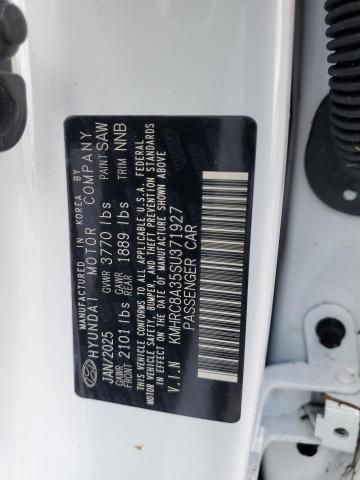 MANUFACTURED IN KOREA BY
HYUNDAI MOTOR COMPANY
JAN/2025 GVWR 3770 lbs PAINT SAW
GAWR FRONT 2101 lbs GAWR REAR 1889 lbs TRIM NNB
THIS VEHICLE CONFORMS TO ALL APPLICABLE U.S.A. FEDERAL
MOTOR VEHICLE SAFETY, BUMPER, AND THEFT PREVENTION STANDARDS
IN EFFECT ON THE DATE OF MANUFACTURE SHOWN ABOVE.
V.I.N KMHRC8A35SU371927
PASSENGER CAR